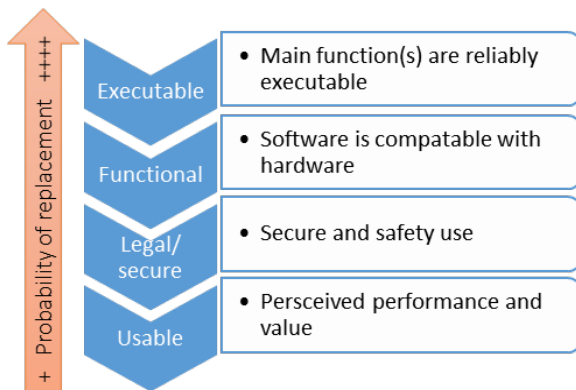 + Probability of replacement ++++
Executable
• Main function(s) are reliably
executable
Functional
• Software is compatable with
hardware
Legal/
secure
• Secure and safety use
Usable
• Persceived performance and
value